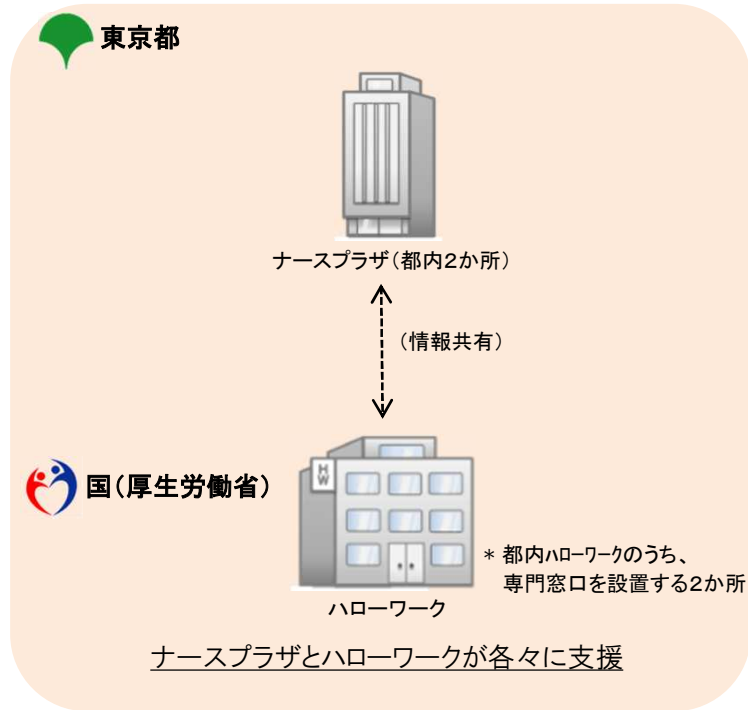 東京都
ナースプラザ(都内2か所)
(情報共有)
国(厚生労働省)
HW
* 都内ﾊﾛｰﾜｰｸのうち、
専門窓口を設置する2か所
ハローワーク
ナースプラザとハローワークが各々に支援